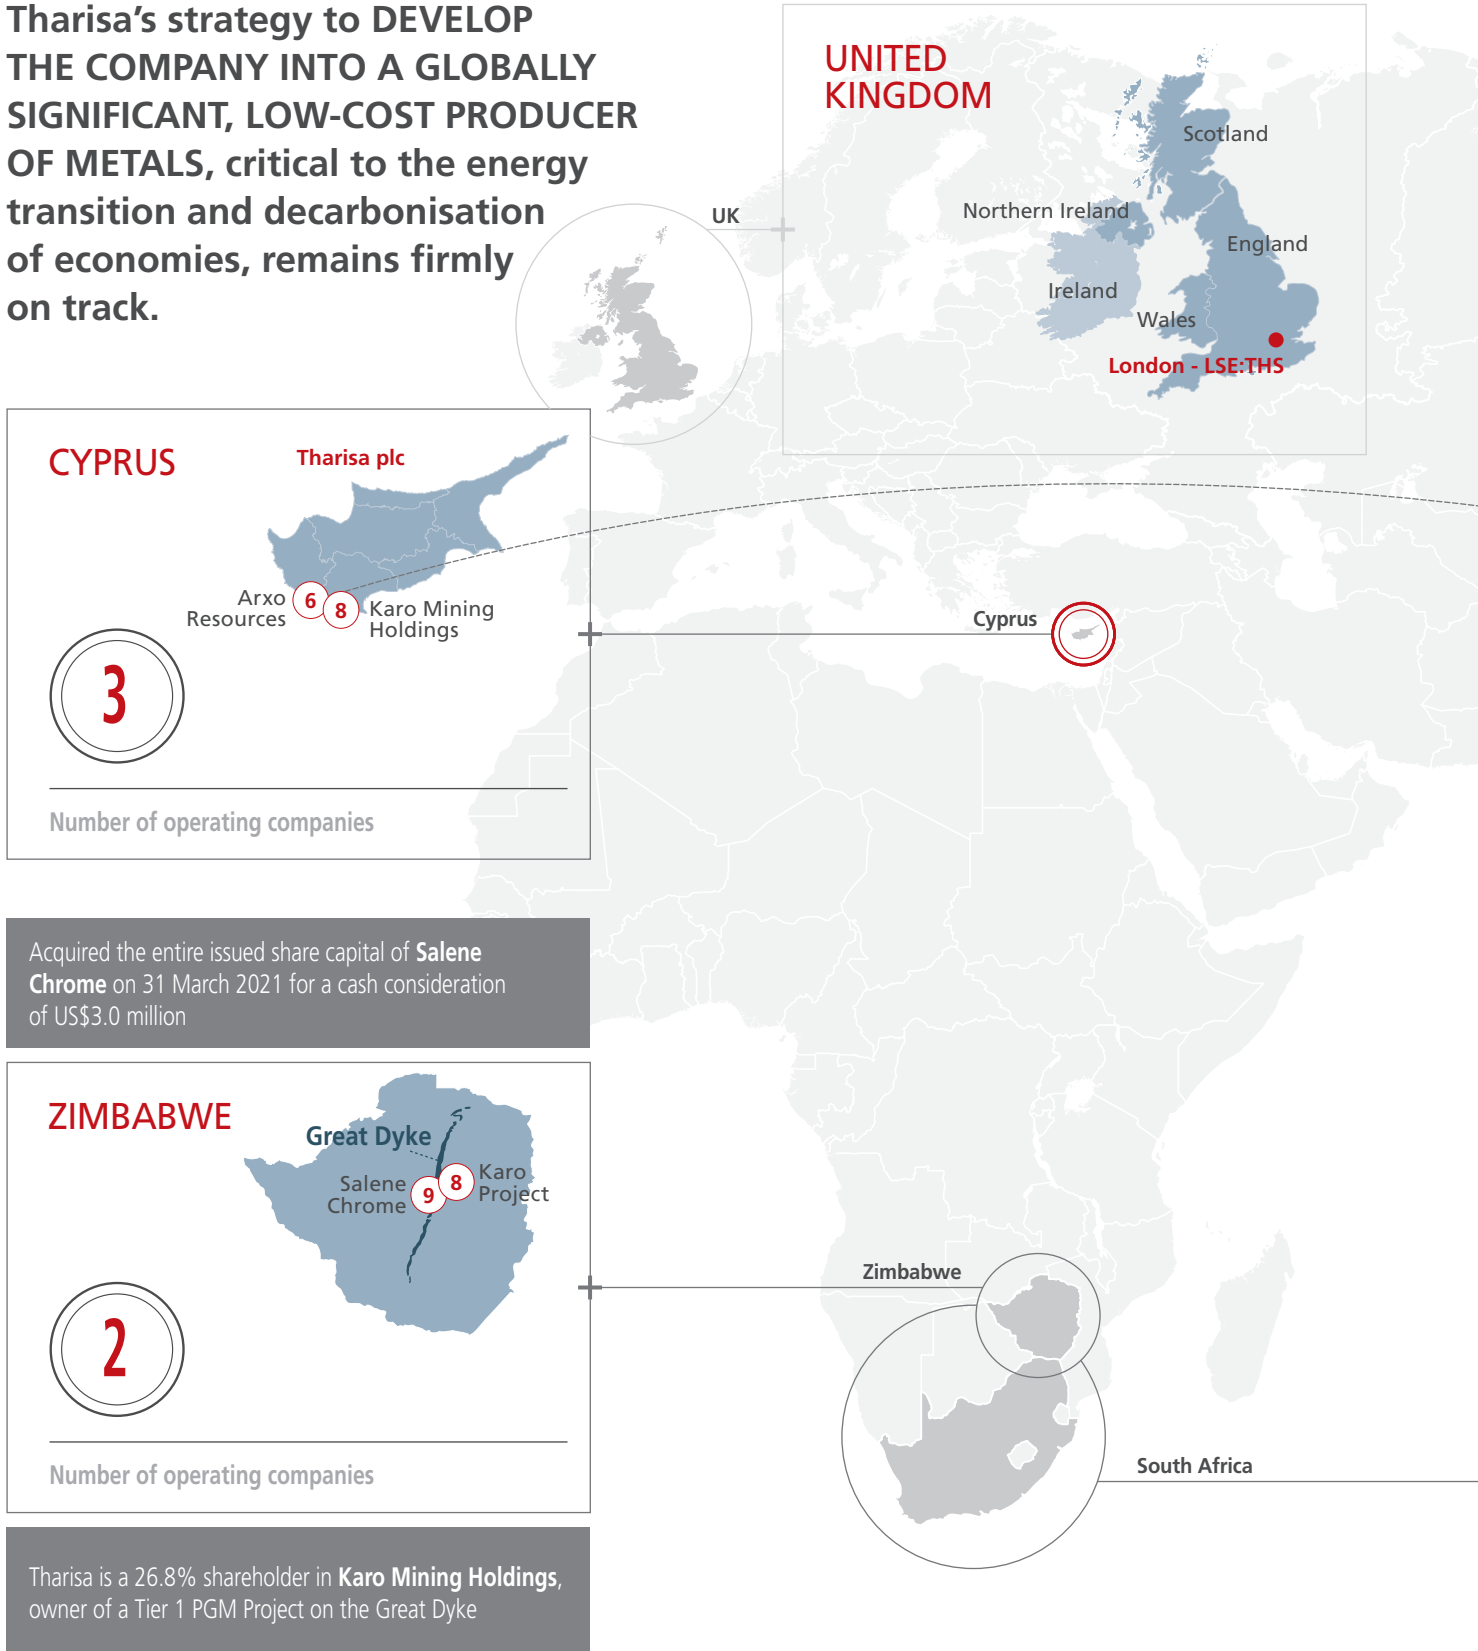 Tharisa’s strategy to DEVELOP
THE COMPANY INTO A GLOBALLY
SIGNIFICANT, LOW-COST PRODUCER
OF METALS, critical to the energy
transition and decarbonisation
of economies, remains firmly
on track.
UK
UNITED
KINGDOM
Scotland
Northern Ireland
England
Ireland
Wales
London - LSE:THS
CYPRUS
Tharisa plc
Arxo
Resources
6
8
Karo Mining
Holdings
3
Number of operating companies
Cyprus
Acquired the entire issued share capital of Salene
Chrome on 31 March 2021 for a cash consideration
of US$3.0 million
ZIMBABWE
Great Dyke
Salene
Chrome
9
8
Karo
Project
2
Number of operating companies
Zimbabwe
South Africa
Tharisa is a 26.8% shareholder in Karo Mining Holdings,
owner of a Tier 1 PGM Project on the Great Dyke